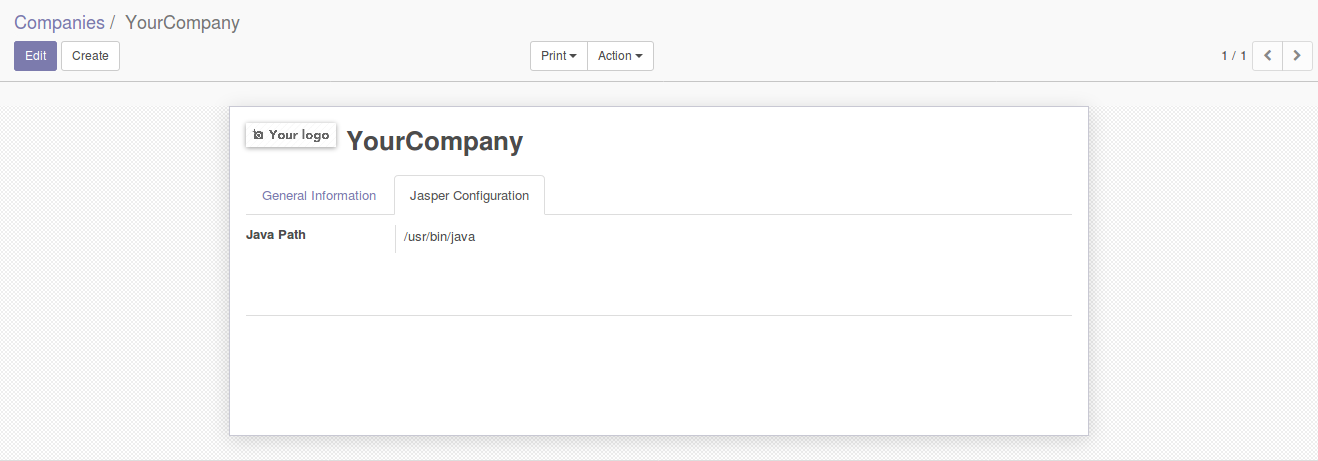 Companies / YourCompany
Edit Create Print Action 1 / 1
Your logo YourCompany
General Information Jasper Configuration
Java Path /usr/bin/java